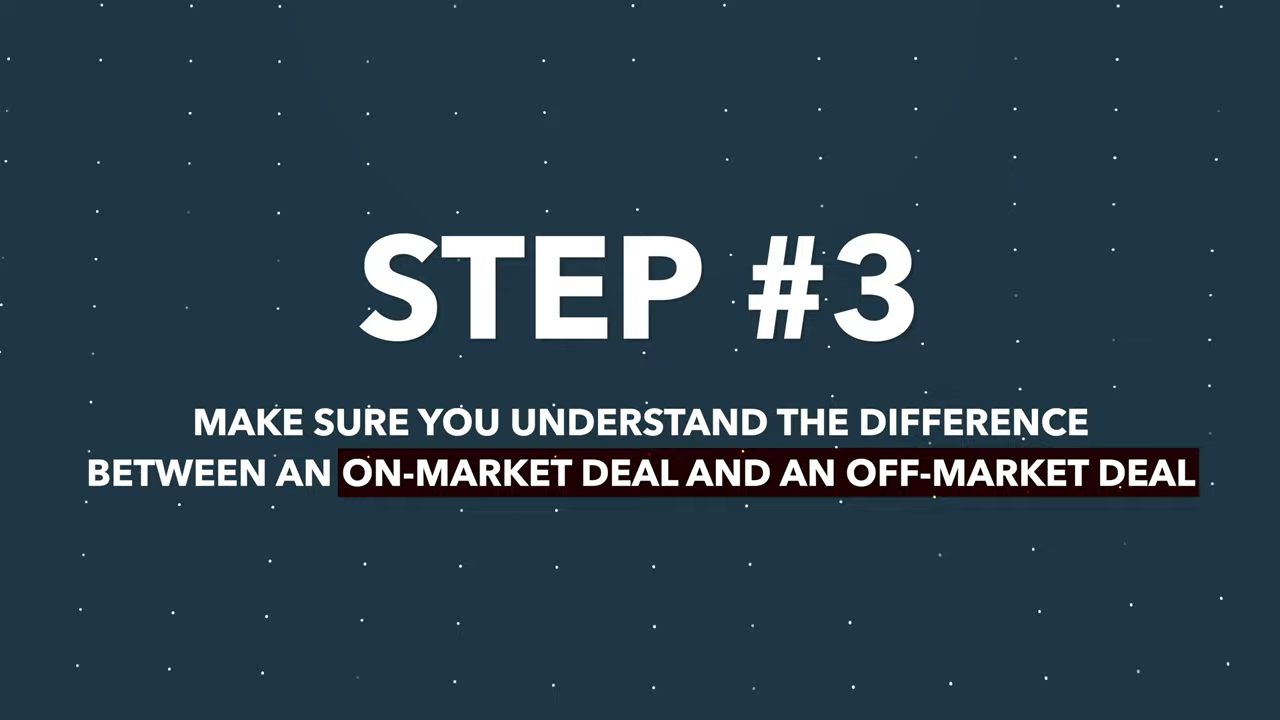 STEP #3
MAKE SURE YOU UNDERSTAND THE DIFFERENCE
BETWEEN AN ON-MARKET DEAL AND AN OFF-MARKET DEAL